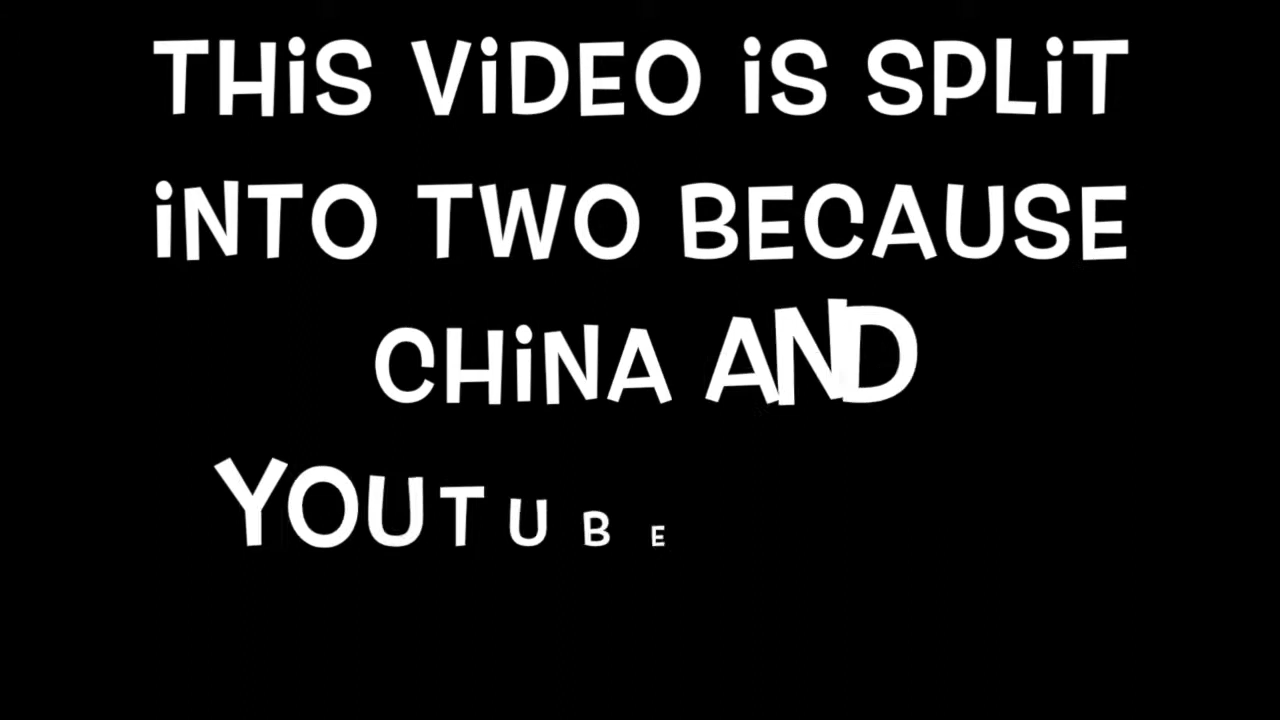 THiS ViDEO iS SPLiT
iNTO TWO BECAUSE
CHiNA AND
YOUTUBE